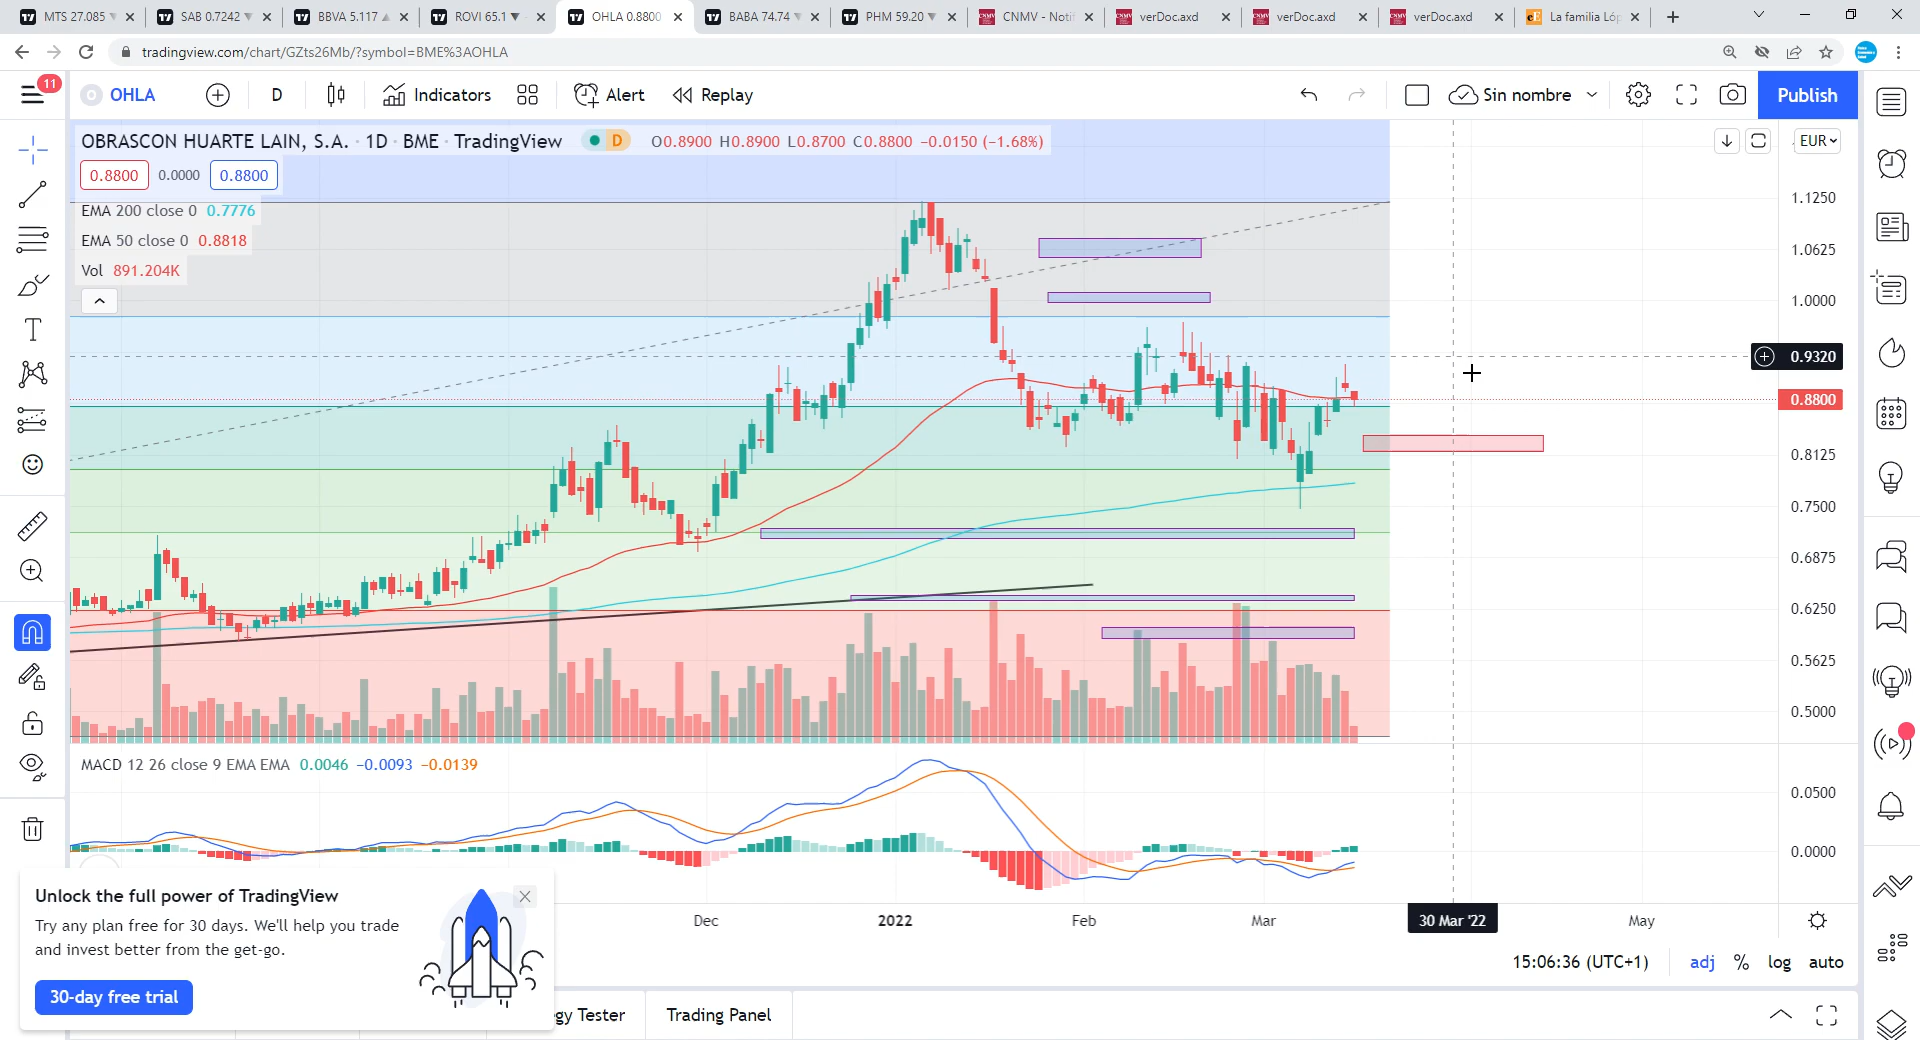 MTS 27.085
SAB 0.7242
BBVA 5.117
ROVI 65.1
OHLA 0.8800
BABA 74.74
PHM 59.20
CNMV - Noti
verDoc.axd
verDoc.axd
verDoc.axd
La familia Ló
tradingview.com/chart/GZts26Mb/?symbol=BME%3AOHLA
11
OHLA
D
Indicators
Alert
Replay
Sin nombre
Publish
OBRASCON HUARTE LAIN, S.A. · 1D · BME · TradingView
D
O0.8900 H0.8900 L0.8700 C0.8800 −0.0150 (−1.68%)
EUR
0.8800 0.0000 0.8800
EMA 200 close 0 0.7776
EMA 50 close 0 0.8818
Vol 891.204K
1.1250
1.0625
1.0000
0.9320
0.8800
0.8125
0.7500
0.6875
0.6250
0.5625
0.5000
MACD 12 26 close 9 EMA EMA 0.0046 −0.0093 −0.0139
0.0500
0.0000
Unlock the full power of TradingView
Try any plan free for 30 days. We'll help you trade
and invest better from the get-go.
30-day free trial
Dec
2022
Feb
Mar
30 Mar '22
May
15:06:36 (UTC+1)
adj
%
log
auto
gy Tester
Trading Panel